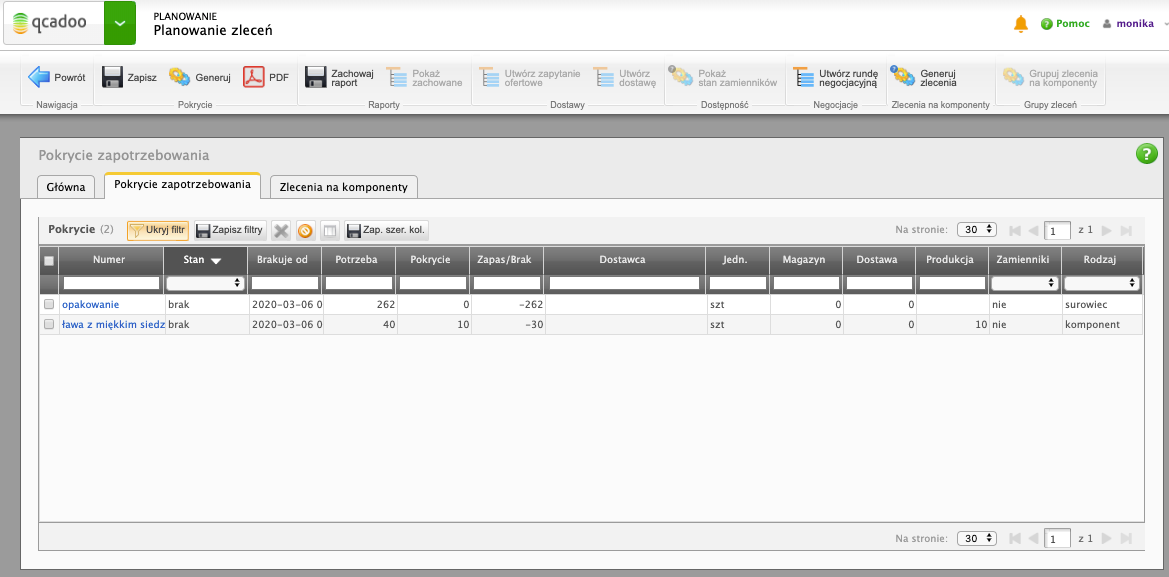 qcadoo
PLANOWANIE
Planowanie zleceń
Pomoc
monika
Powrót
Zapisz
Generuj
PDF
Zachowaj raport
Pokaż zachowane
Utwórz zapytanie ofertowe
Utwórz dostawę
Pokaż stan zamienników
Utwórz rundę negocjacyjną
Generuj zlecenia
Grupuj zlecenia na komponenty
Nawigacja
Pokrycie
Raporty
Dostawy
Dostępność
Negocjacje
Zlecenia na komponenty
Grupy zleceń
Pokrycie zapotrzebowania
?
Główna
Pokrycie zapotrzebowania
Zlecenia na komponenty
Pokrycie (2)
Ukryj filtr
Zapisz filtry
Zap. szer. kol.
Na stronie: 30 1 z 1
Numer Stan Brakuje od Potrzeba Pokrycie Zapas/Brak Dostawca Jedn. Magazyn Dostawa Produkcja Zamienniki Rodzaj
opakowanie brak 2020-03-06 0 262 0 -262 szt 0 0 nie surowiec
ława z miękkim siedz brak 2020-03-06 0 40 10 -30 szt 0 0 10 nie komponent
Na stronie: 30 1 z 1